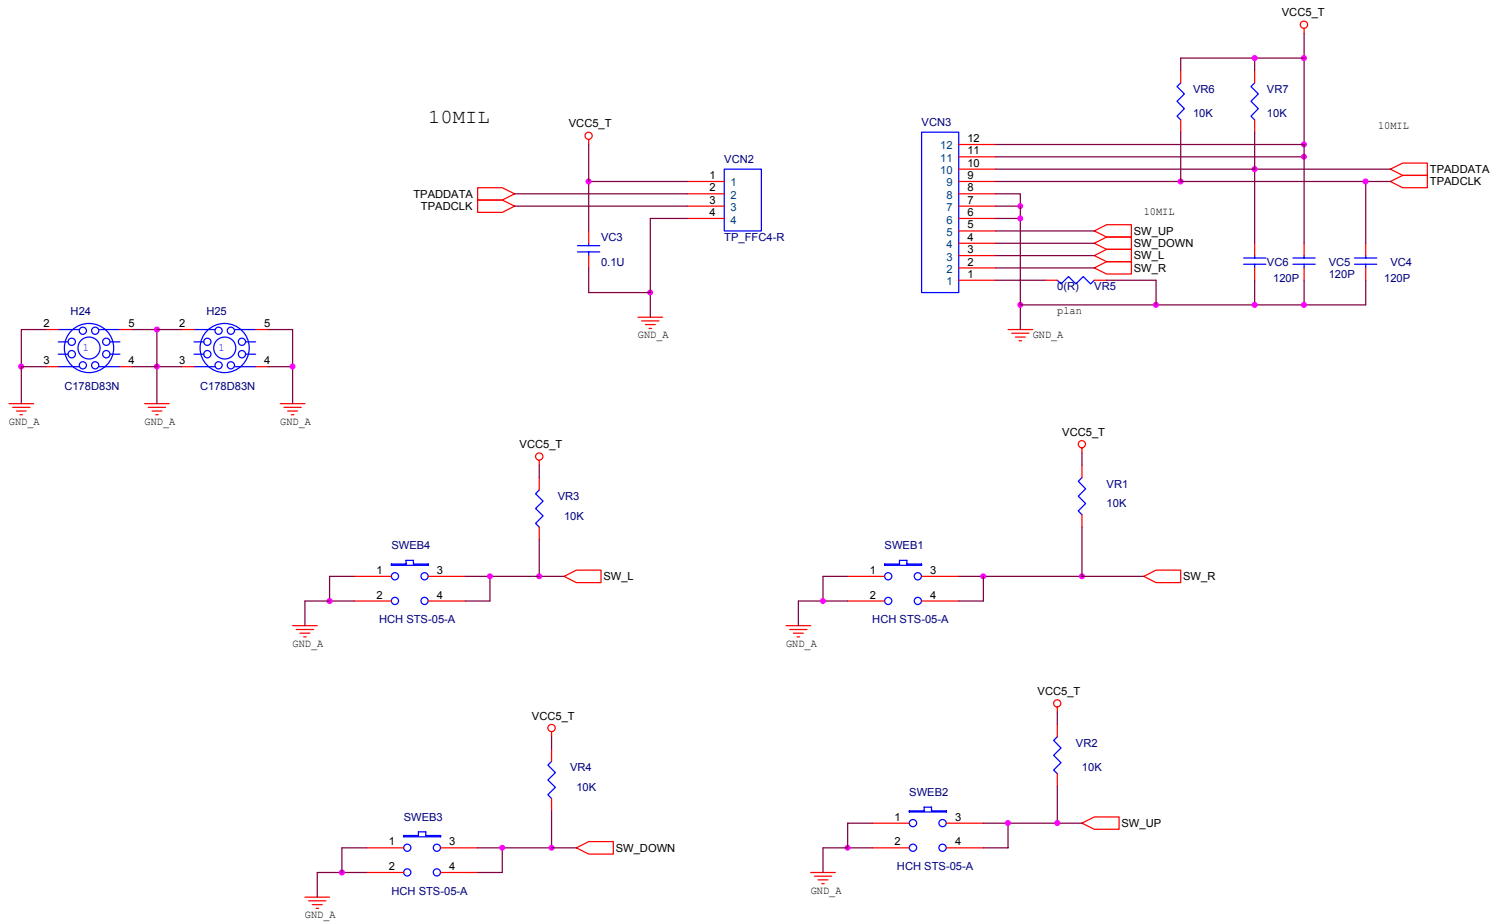 VCC5_T
VR6
VR7
10K
10K
10MIL
10MIL
VCC5_T
VCN3
12 12
11 11
10 10
9 9
8 8
7 7
6 6
5 5
4 4
3 3
2 2
1 1
TPADDATA
TPADCLK
10MIL
SW_UP
SW_DOWN
SW_L
SW_R
0(R) VR5
plan
GND_A
VC6
120P
VC5
120P
VC4
120P
VCN2
1 1
2 2
3 3
4 4
TP_FFC4-R
TPADDATA
TPADCLK
VC3
0.1U
GND_A
H24
2 5
1
3 4
C178D83N
H25
2 5
1
3 4
C178D83N
GND_A
GND_A
GND_A
VCC5_T
VR3
10K
SWEB4
1 3
2 4
HCH STS-05-A
SW_L
GND_A
VCC5_T
VR1
10K
SWEB1
1 3
2 4
HCH STS-05-A
SW_R
GND_A
VCC5_T
VR4
10K
SWEB3
1 3
2 4
HCH STS-05-A
SW_DOWN
GND_A
VCC5_T
VR2
10K
SWEB2
1 3
2 4
HCH STS-05-A
SW_UP
GND_A